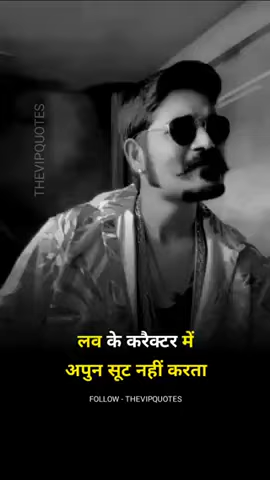 THEVIPQUOTES
लव के करैक्टर में
अपुन सूट नहीं करता
FOLLOW - THEVIPQUOTES